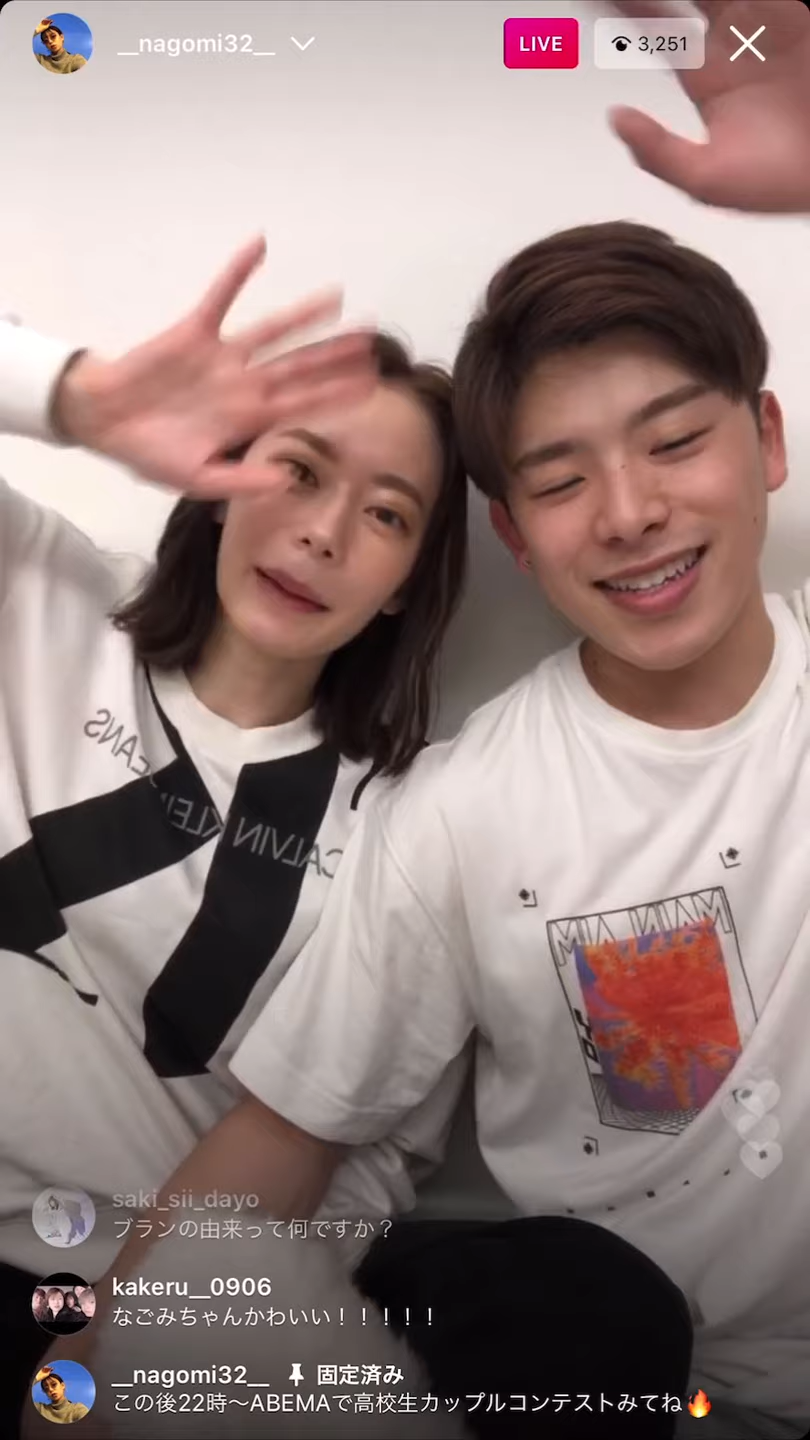 __nagomi32__
LIVE
3,251
SNAEJ NIELK NIVLAC
MAIN AIM
saki_sii_dayo
ブランの由来って何ですか？
kakeru__0906
なごみちゃんかわいい！！！！！
__nagomi32__ 固定済み
この後22時〜ABEMAで高校生カップルコンテストみてね🔥